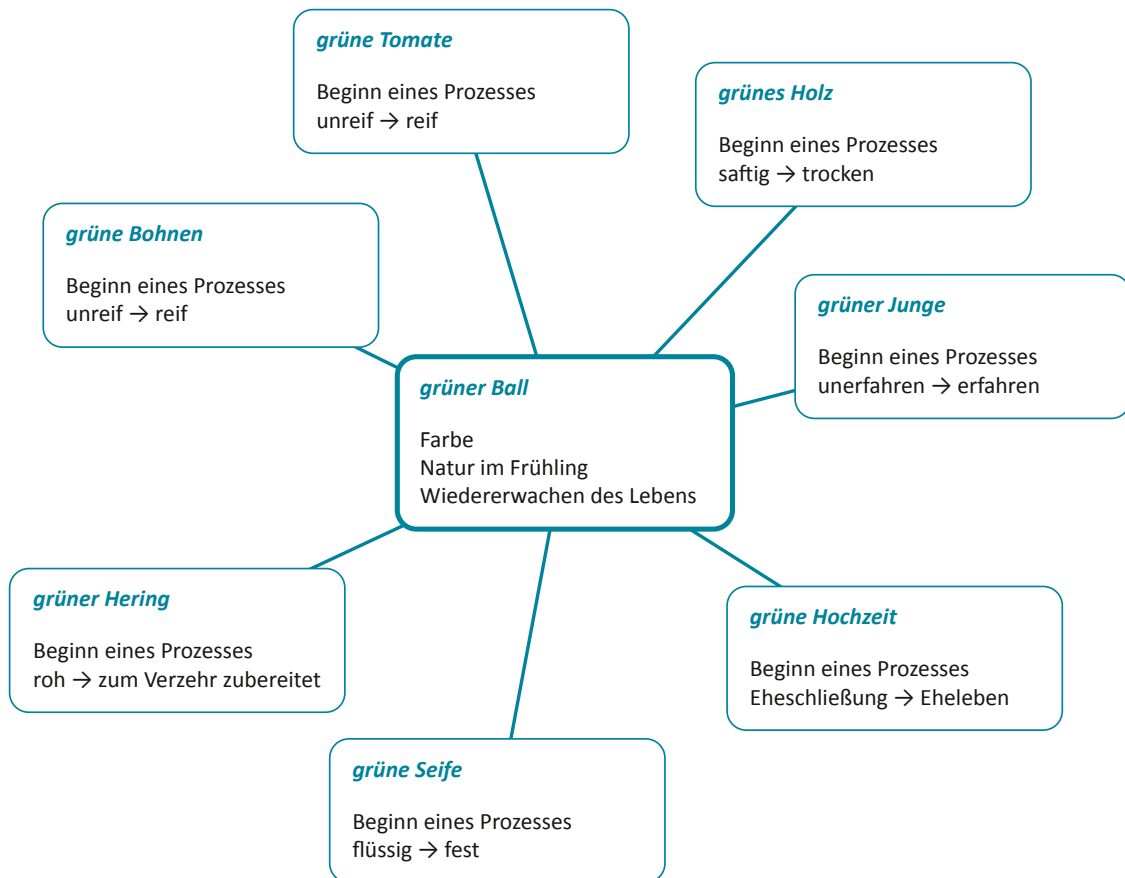 grüne Tomate
Beginn eines Prozesses
unreif → reif
grünes Holz
Beginn eines Prozesses
saftig → trocken
grüne Bohnen
Beginn eines Prozesses
unreif → reif
grüner Junge
Beginn eines Prozesses
unerfahren → erfahren
grüner Ball
Farbe
Natur im Frühling
Wiedererwachen des Lebens
grüner Hering
Beginn eines Prozesses
roh → zum Verzehr zubereitet
grüne Hochzeit
Beginn eines Prozesses
Eheschließung → Eheleben
grüne Seife
Beginn eines Prozesses
flüssig → fest